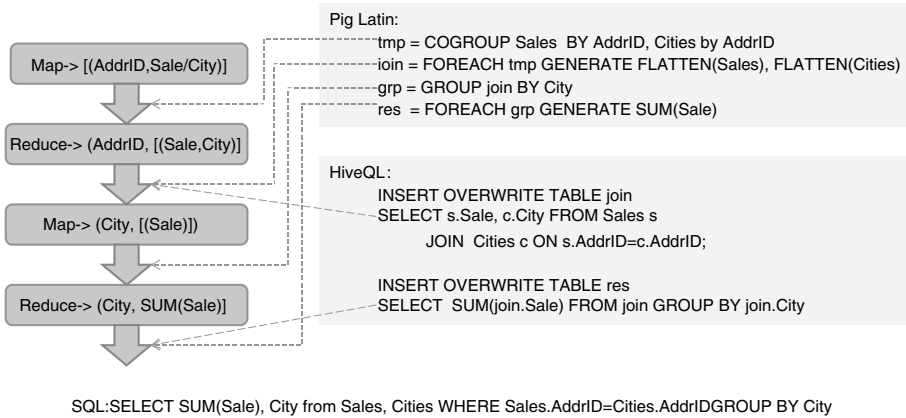 Map-> [(AddrID,Sale/City)]
Reduce-> (AddrID, [(Sale,City)]
Map-> (City, [(Sale)])
Reduce-> (City, SUM(Sale)]
Pig Latin:
tmp = COGROUP Sales BY AddrID, Cities by AddrID
ioin = FOREACH tmp GENERATE FLATTEN(Sales), FLATTEN(Cities)
grp = GROUP join BY City
res = FOREACH grp GENERATE SUM(Sale)
HiveQL:
INSERT OVERWRITE TABLE join
SELECT s.Sale, c.City FROM Sales s
JOIN Cities c ON s.AddrID=c.AddrID;
INSERT OVERWRITE TABLE res
SELECT SUM(join.Sale) FROM join GROUP BY join.City
SQL:SELECT SUM(Sale), City from Sales, Cities WHERE Sales.AddrID=Cities.AddrIDGROUP BY City